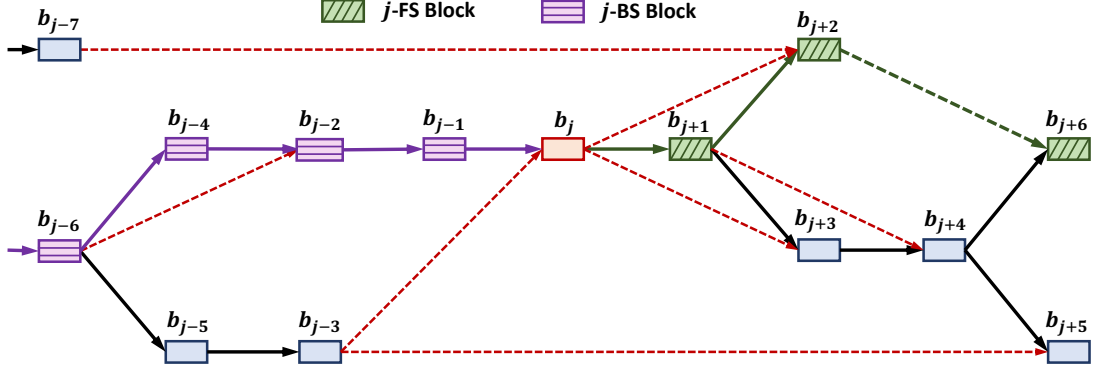 j-FS Block
j-BS Block
b_{j−7}
b_{j+2}
b_{j−4}
b_{j−2}
b_{j−1}
b_j
b_{j+1}
b_{j+6}
b_{j−6}
b_{j+3}
b_{j+4}
b_{j−5}
b_{j−3}
b_{j+5}